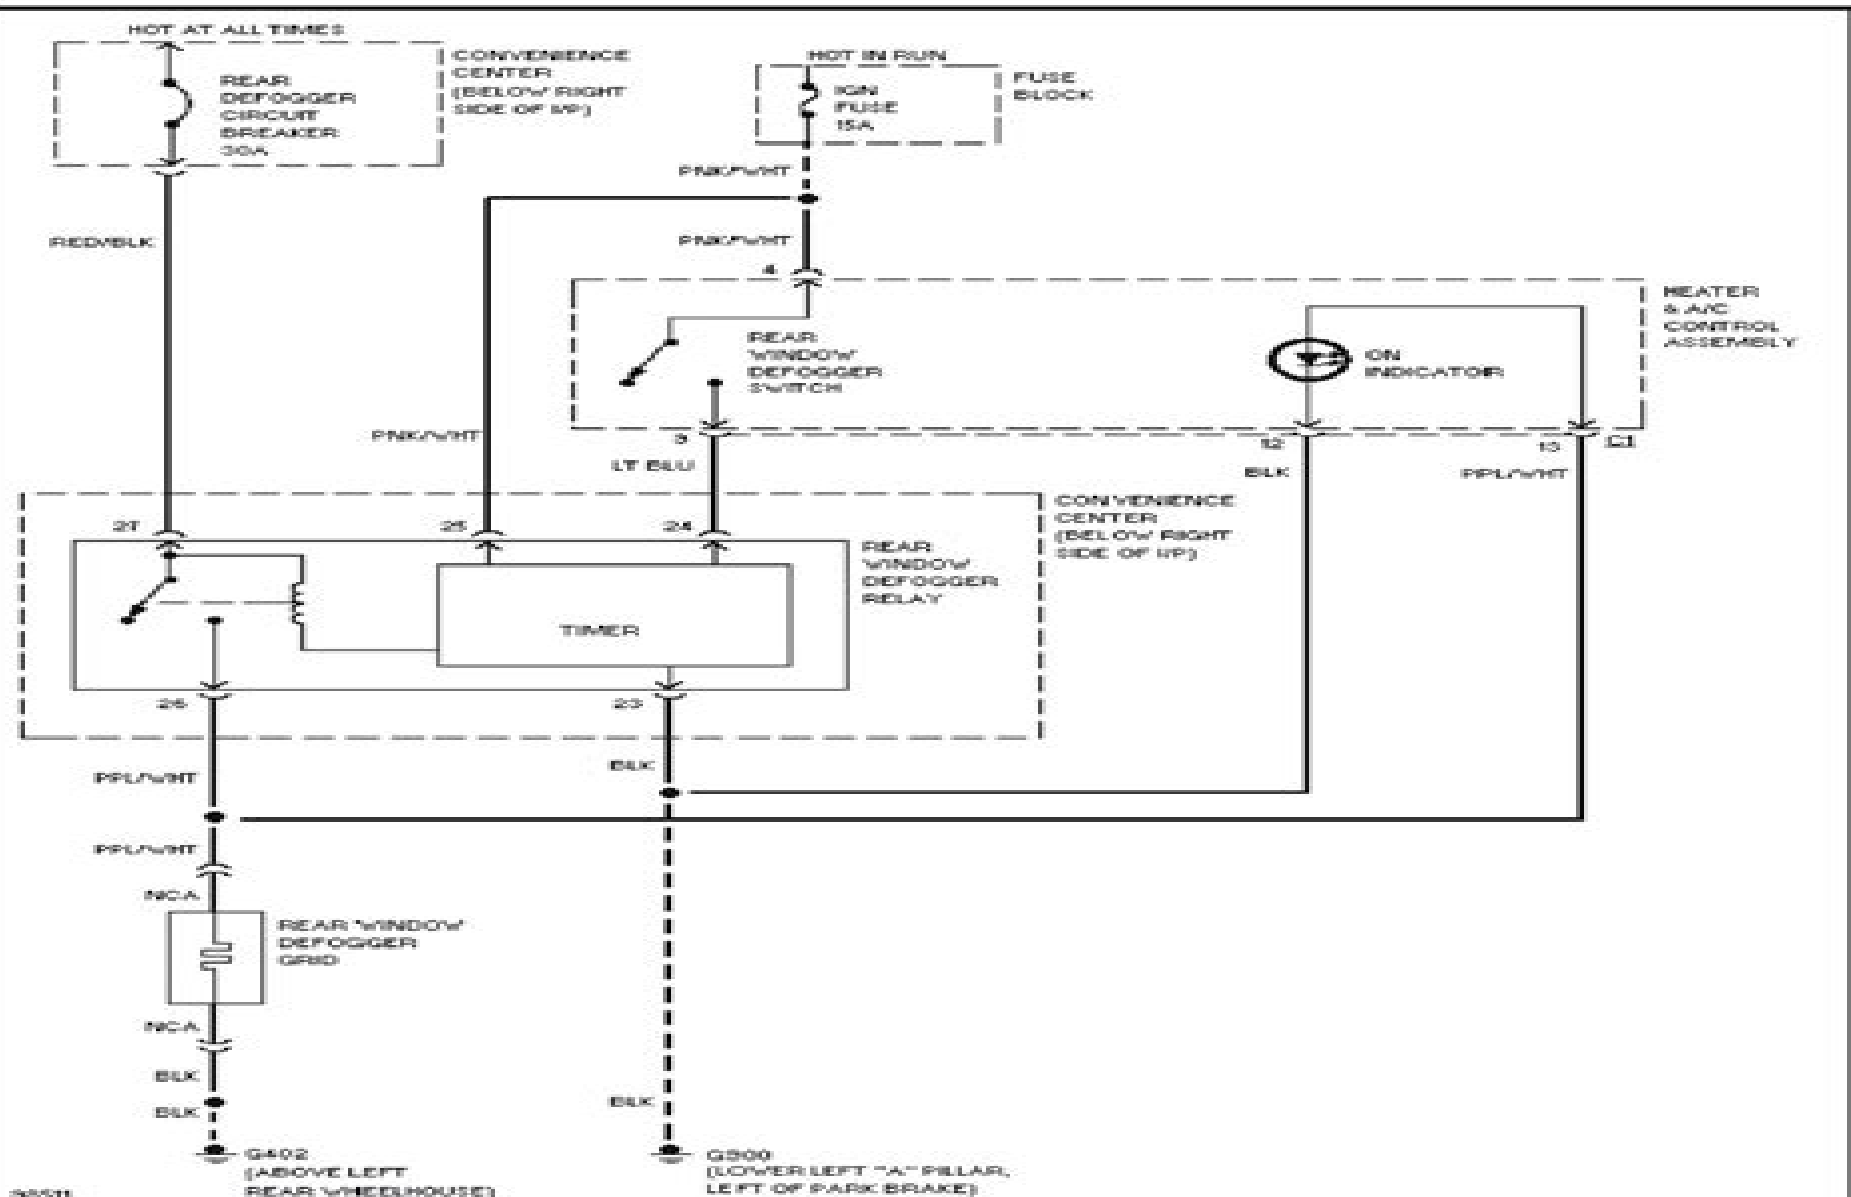 HOT AT ALL TIMES
REAR
DEFOGGER
CIRCUIT
BREAKER
30A
CONVENIENCE
CENTER
(BELOW RIGHT
SIDE OF I/P)
HOT IN RUN
IGN
FUSE
15A
FUSE
BLOCK
PNK/WHT
RED/BLK
PNK/WHT
4
HEATER
& A/C
CONTROL
ASSEMBLY
REAR
WINDOW
DEFOGGER
SWITCH
ON
INDICATOR
PNK/WHT
LT BLU
12
BLK
13
C1
PPL/WHT
CONVENIENCE
CENTER
(BELOW RIGHT
SIDE OF I/P)
27
25
24
REAR
WINDOW
DEFOGGER
RELAY
TIMER
26
23
PPL/WHT
BLK
PPL/WHT
NCA
REAR WINDOW
DEFOGGER
GRID
NCA
BLK
BLK
BLK
G402
(ABOVE LEFT
REAR WHEELHOUSE)
(LOWER LEFT "A" PILLAR,
LEFT OF PARK BRAKE)